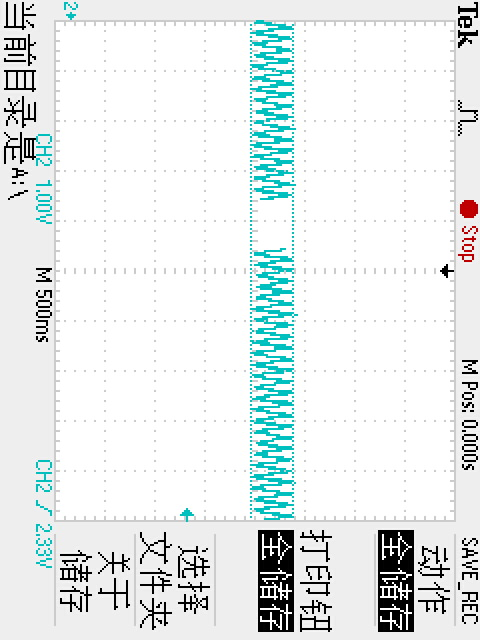 Tek
Stop
M Pos: 0.000s
SAVE_REC
动作
全储存
打印钮
全储存
选择
文件夹
关于
储存
2
CH2 1.00V
M 500ms
CH2 / 2.33V
当前目录是A:\